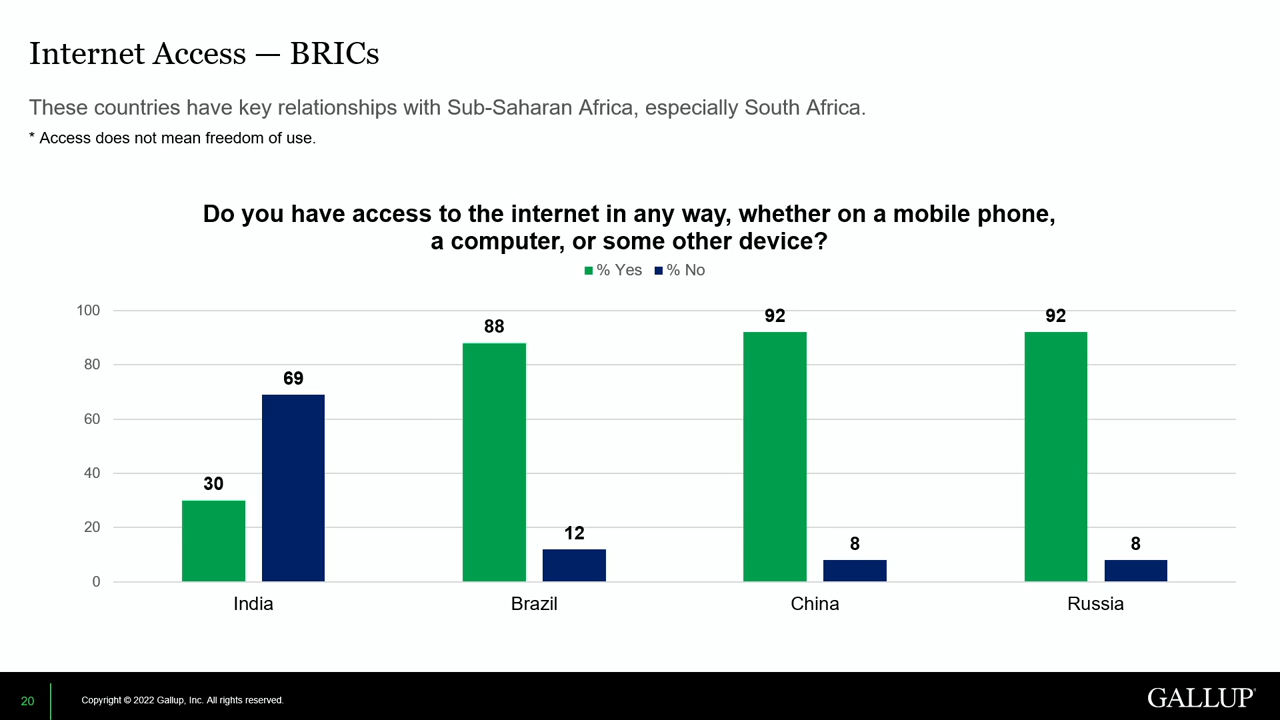 Internet Access — BRICs
These countries have key relationships with Sub-Saharan Africa, especially South Africa.
* Access does not mean freedom of use.
Do you have access to the internet in any way, whether on a mobile phone,
a computer, or some other device?
% Yes % No
100
80
60
40
20
0
30
69
88
12
92
8
92
8
India Brazil China Russia
20
Copyright © 2022 Gallup, Inc. All rights reserved.
GALLUP®